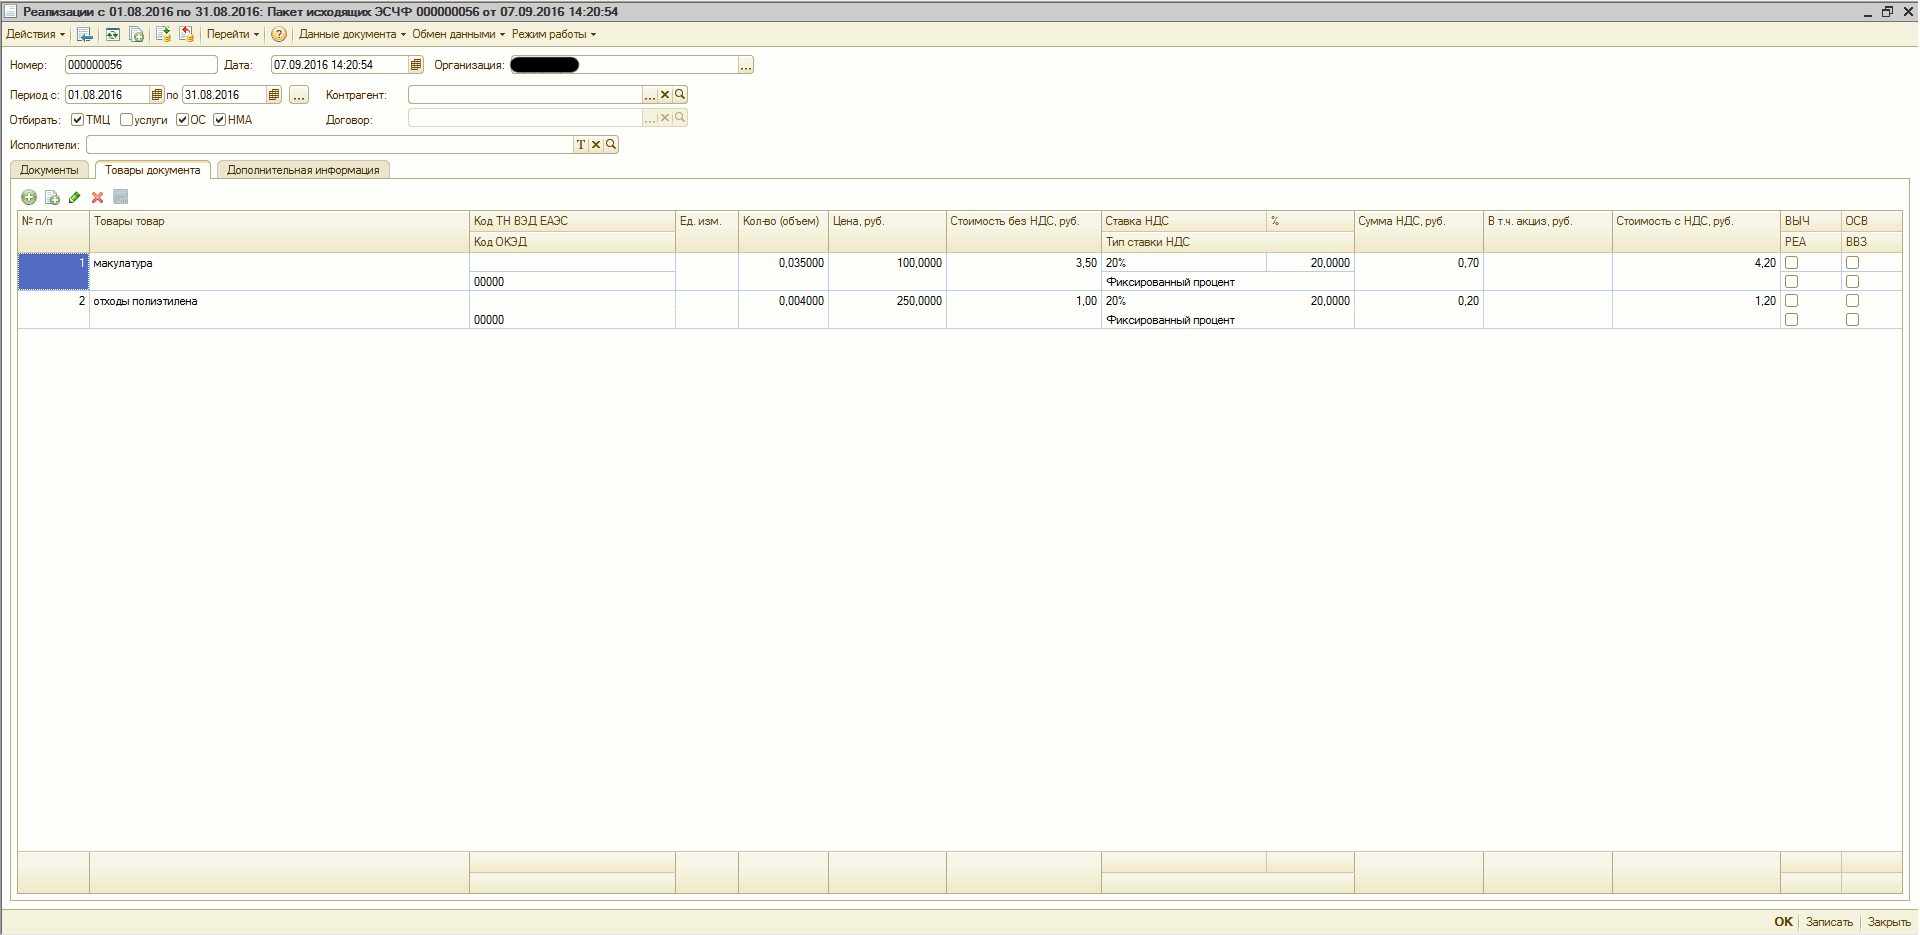 Реализации с 01.08.2016 по 31.08.2016: Пакет исходящих ЭСЧФ 000000056 от 07.09.2016 14:20:54
Действия Перейти ? Данные документа Обмен данными Режим работы
Номер: 000000056 Дата: 07.09.2016 14:20:54 Организация: ...
Период с: 01.08.2016 по 31.08.2016 ... Контрагент: ...
Отбирать: ТМЦ услуги ОС НМА Договор: ...
Исполнители: T
Документы Товары документа Дополнительная информация
№ п/п Товары товар Код ТН ВЭД ЕАЭС Ед. изм. Кол-во (объем) Цена, руб. Стоимость без НДС, руб. Ставка НДС % Сумма НДС, руб. В т.ч. акциз, руб. Стоимость с НДС, руб. ВЫЧ ОСВ
Код ОКЭД Тип ставки НДС РЕА ВВЗ
1 макулатура 0,035000 100,0000 3,50 20% 20,0000 0,70 4,20
00000 Фиксированный процент
2 отходы полиэтилена 0,004000 250,0000 1,00 20% 20,0000 0,20 1,20
00000 Фиксированный процент
OK Записать Закрыть